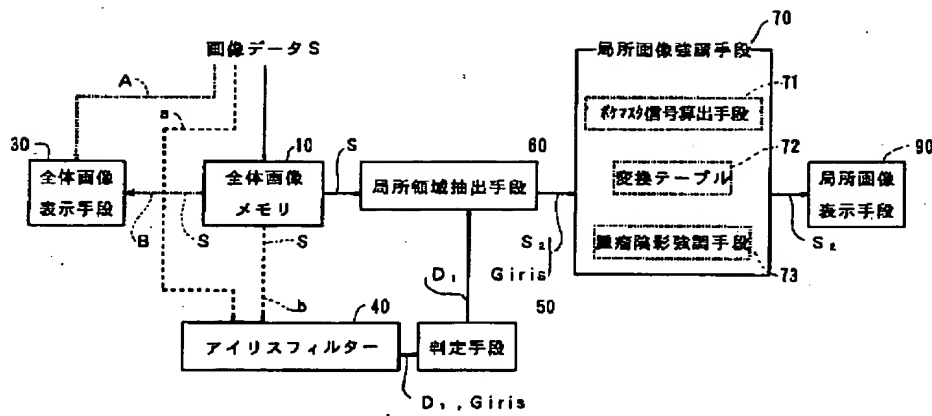 画像データS
A
a
30
全体画像
表示手段
B
S
10
全体画像
メモリ
S
S
b
40
アイリスフィルター
D₁, Giris
判定手段
50
D₁
60
局所領域抽出手段
S₂
Giris
70
局所画像強調手段
71
ボケマスク信号算出手段
72
変換テーブル
腫瘤陰影強調手段
73
S₂
90
局所画像
表示手段